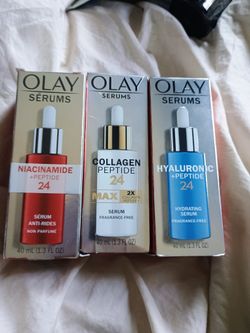 OLAY
SÉRUMS
NIACINAMIDE
+PEPTIDE
24
SÉRUM
ANTI-RIDES
NON PARFUMÉ
40 mL (1.3 FL OZ)
OLAY
SERUMS
COLLAGEN
PEPTIDE
24
MAX
2X
SERUM
FRAGRANCE-FREE
40 mL (1.3 FL OZ)
OLAY
SERUMS
HYALURONIC
+PEPTIDE
24
HYDRATING
SERUM
FRAGRANCE-FREE
40 mL (1.3 FL OZ)